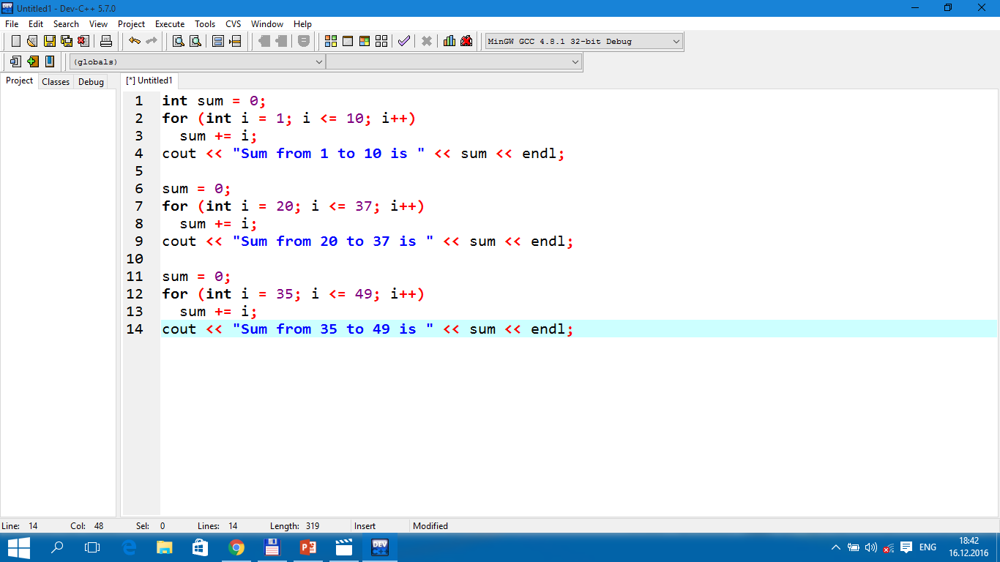 Untitled1 - Dev-C++ 5.7.0
File Edit Search View Project Execute Tools CVS Window Help
MinGW GCC 4.8.1 32-bit Debug
(globals)
Project Classes Debug
[*] Untitled1
1 int sum = 0;
2 for (int i = 1; i <= 10; i++)
3 sum += i;
4 cout << "Sum from 1 to 10 is " << sum << endl;
5
6 sum = 0;
7 for (int i = 20; i <= 37; i++)
8 sum += i;
9 cout << "Sum from 20 to 37 is " << sum << endl;
10
11 sum = 0;
12 for (int i = 35; i <= 49; i++)
13 sum += i;
14 cout << "Sum from 35 to 49 is " << sum << endl;
Line: 14 Col: 48 Sel: 0 Lines: 14 Length: 319 Insert Modified
DEV C++
ENG
18:42
16.12.2016